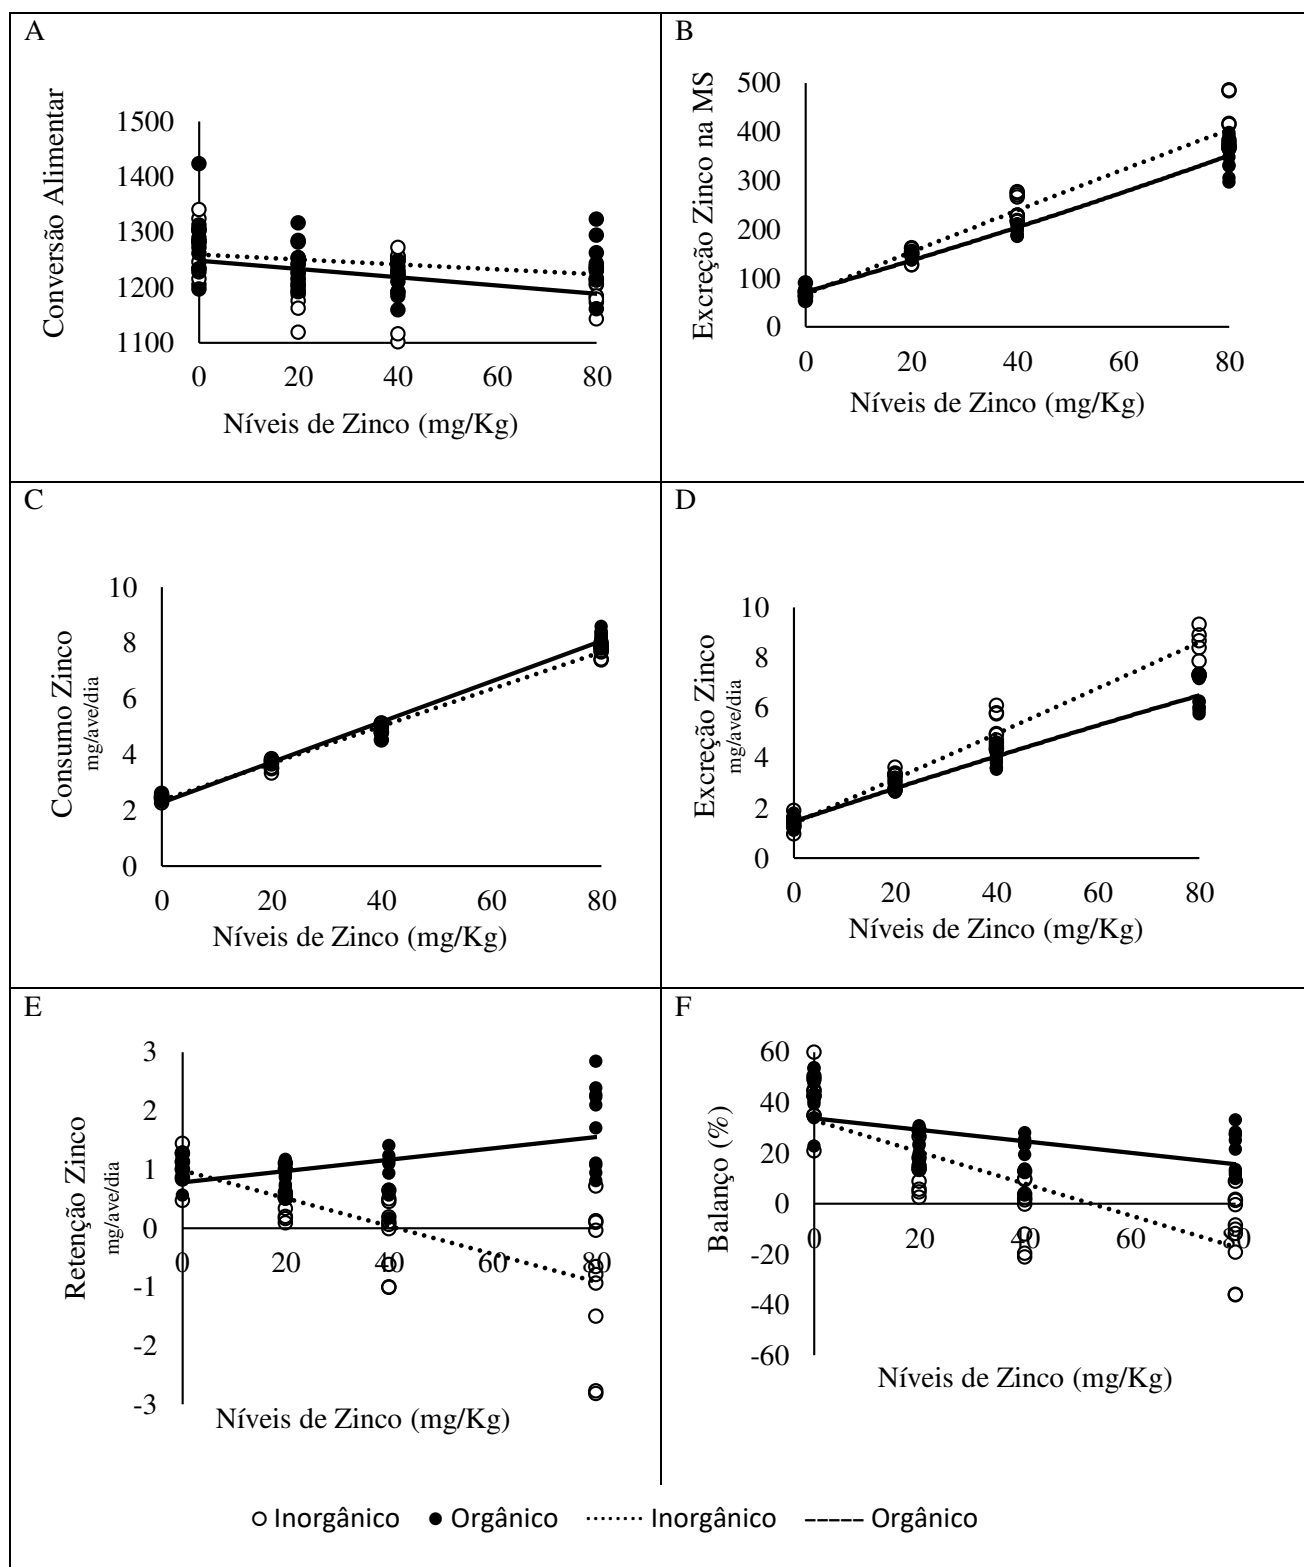 A
Conversão Alimentar
1500
1400
1300
1200
1100
0 20 40 60 80
Níveis de Zinco (mg/Kg)
B
Excreção Zinco na MS
500
400
300
200
100
0
0 20 40 60 80
Níveis de Zinco (mg/Kg)
C
Consumo Zinco
mg/ave/dia
10
8
6
4
2
0
0 20 40 60 80
Níveis de Zinco (mg/Kg)
D
Excreção Zinco
mg/ave/dia
10
8
6
4
2
0
0 20 40 60 80
Níveis de Zinco (mg/Kg)
E
Retenção Zinco
mg/ave/dia
3
2
1
0
-1
-2
-3
0 20 40 60 80
Níveis de Zinco (mg/Kg)
F
Balanço (%)
60
40
20
0
-20
-40
-60
0 20 40 60 80
Níveis de Zinco (mg/Kg)
Inorgânico Orgânico Inorgânico Orgânico